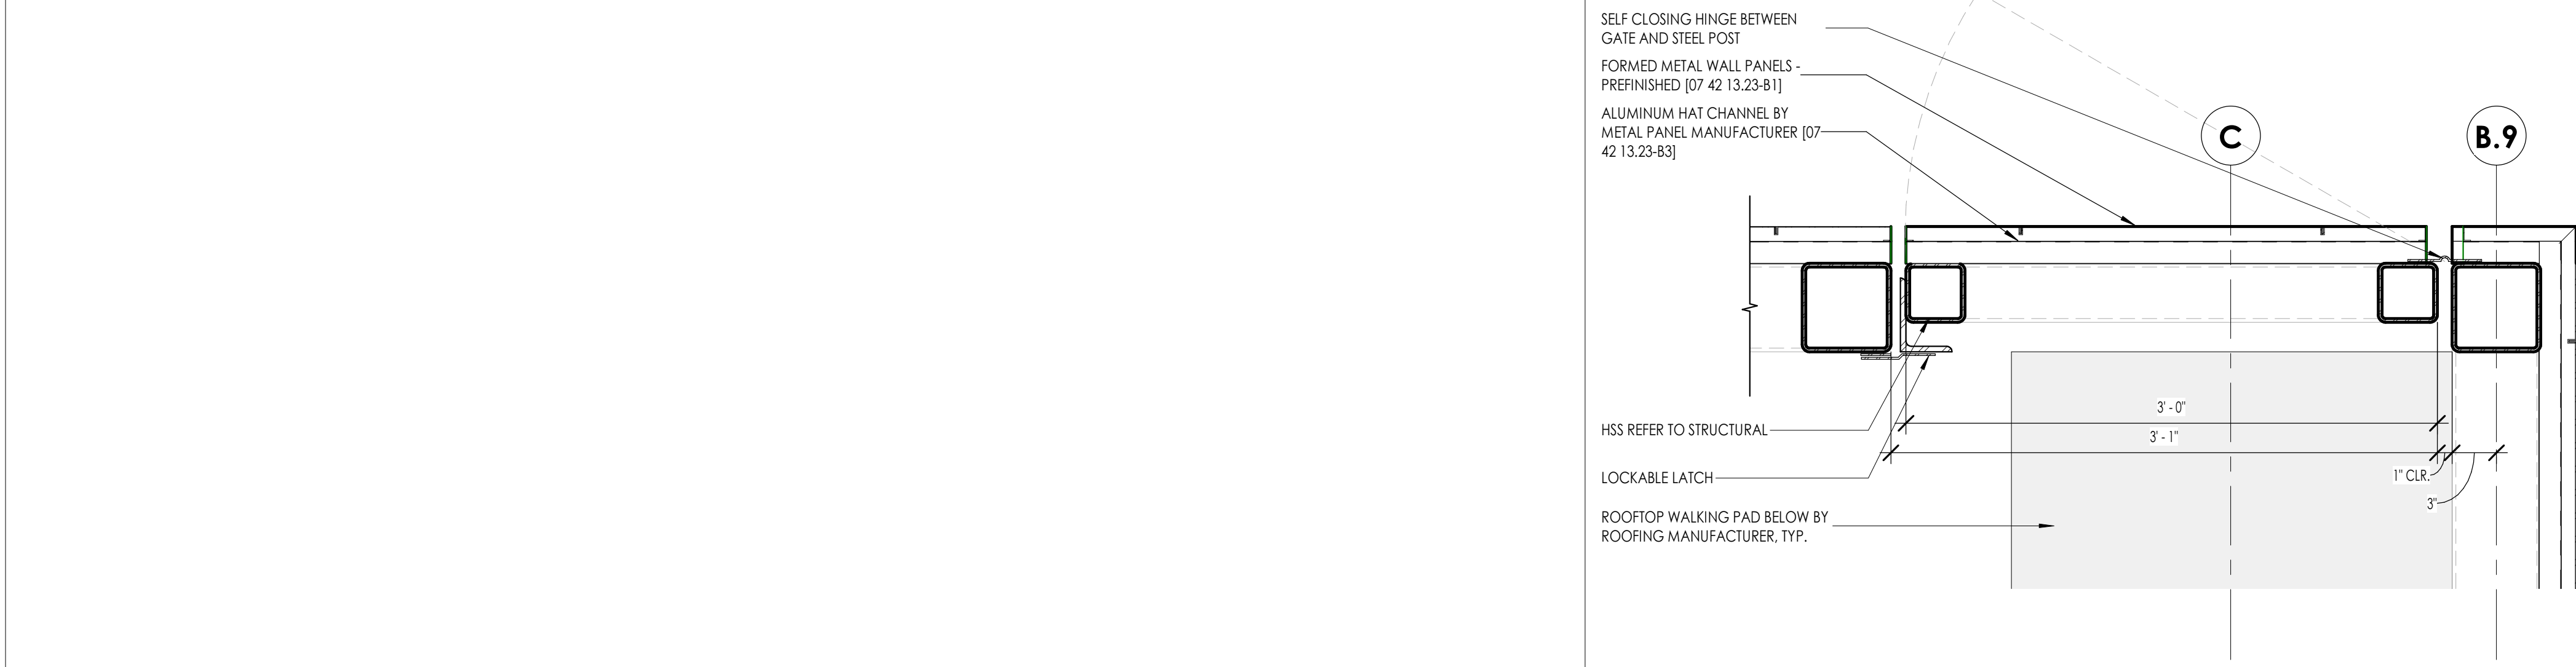 SELF CLOSING HINGE BETWEEN
GATE AND STEEL POST
FORMED METAL WALL PANELS -
PREFINISHED [07 42 13.23-B1]
ALUMINUM HAT CHANNEL BY
METAL PANEL MANUFACTURER [07
42 13.23-B3]
C
B.9
3' - 0"
HSS REFER TO STRUCTURAL
3' - 1"
1" CLR.
LOCKABLE LATCH
3"
ROOFTOP WALKING PAD BELOW BY
ROOFING MANUFACTURER, TYP.